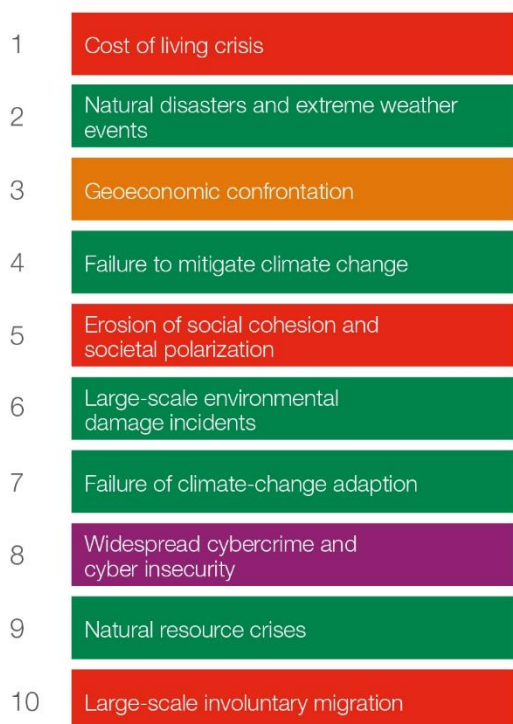 1
Cost of living crisis
2
Natural disasters and extreme weather
events
3
Geoeconomic confrontation
4
Failure to mitigate climate change
5
Erosion of social cohesion and
societal polarization
6
Large-scale environmental
damage incidents
7
Failure of climate-change adaption
8
Widespread cybercrime and
cyber insecurity
9
Natural resource crises
10
Large-scale involuntary migration